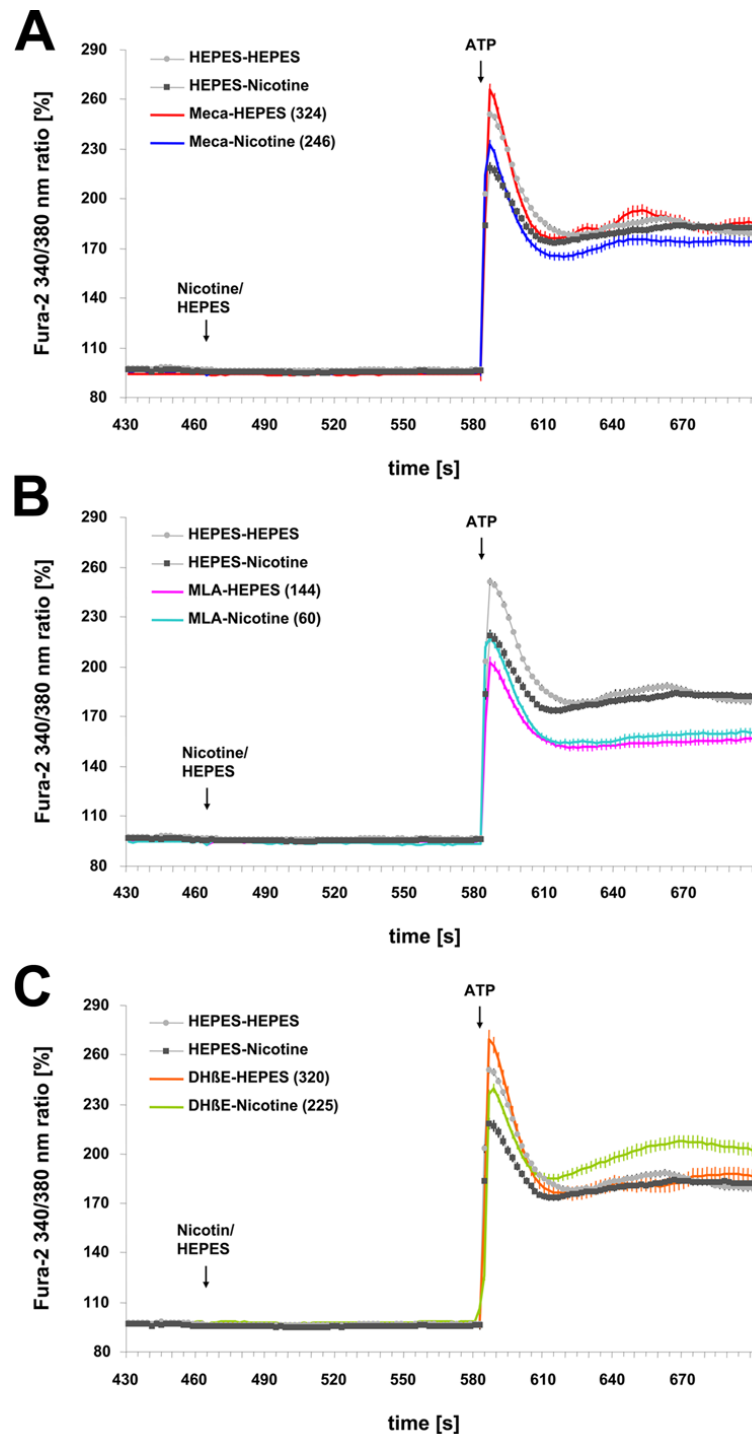 A
Fura-2 340/380 nm ratio [%]
290
260
230
200
170
140
110
80
HEPES-HEPES
HEPES-Nicotine
Meca-HEPES (324)
Meca-Nicotine (246)
ATP
Nicotine/
HEPES
430 460 490 520 550 580 610 640 670
time [s]
B
Fura-2 340/380 nm ratio [%]
290
260
230
200
170
140
110
80
HEPES-HEPES
HEPES-Nicotine
MLA-HEPES (144)
MLA-Nicotine (60)
ATP
Nicotine/
HEPES
430 460 490 520 550 580 610 640 670
time [s]
C
Fura-2 340/380 nm ratio [%]
290
260
230
200
170
140
110
80
HEPES-HEPES
HEPES-Nicotine
DHßE-HEPES (320)
DHßE-Nicotine (225)
ATP
Nicotin/
HEPES
430 460 490 520 550 580 610 640 670
time [s]